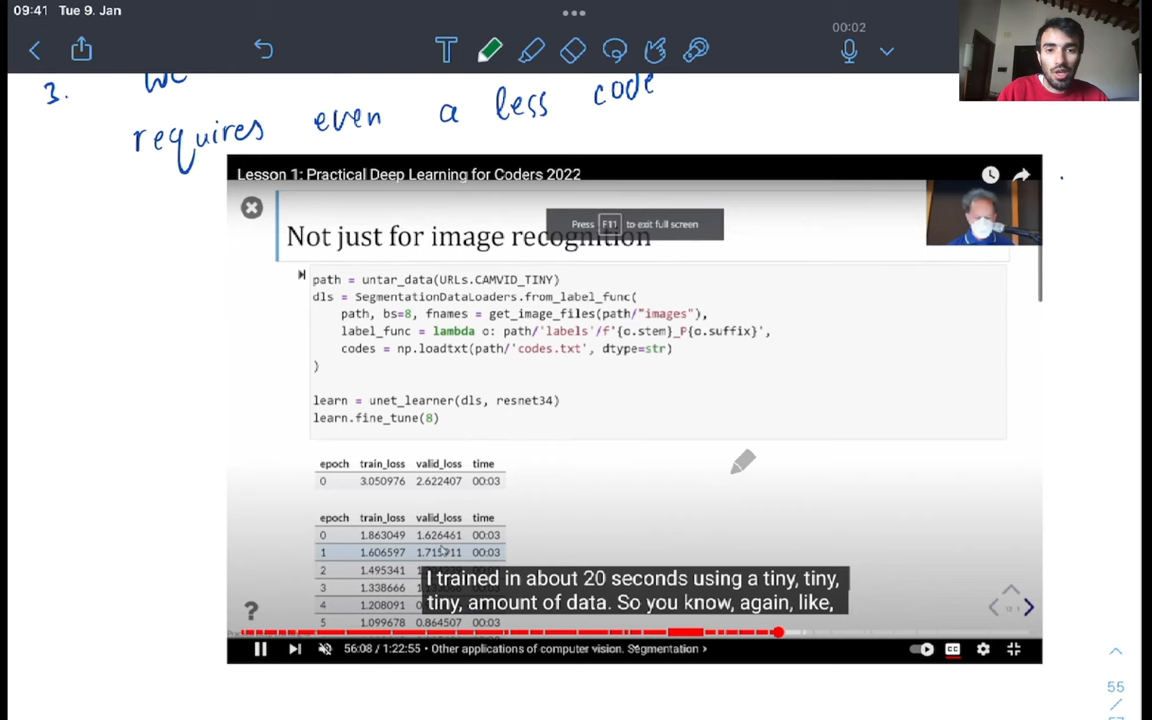 09:41 Tue 9. Jan
00:02
3. we
requires even a less code
Lesson 1: Practical Deep Learning for Coders 2022
Press F11 to exit full screen
Not just for image recognition
path = untar_data(URLs.CAMVID_TINY)
dls = SegmentationDataLoaders.from_label_func(
path, bs=8, fnames = get_image_files(path/"images"),
label_func = lambda o: path/'labels'/f'{o.stem}_P{o.suffix}',
codes = np.loadtxt(path/'codes.txt', dtype=str)
)
learn = unet_learner(dls, resnet34)
learn.fine_tune(8)
epoch train_loss valid_loss time
0 3.050976 2.622407 00:03
epoch train_loss valid_loss time
0 1.863049 1.626461 00:03
1 1.606597 1.715911 00:03
2 1.495341
3 1.338666
4 1.208091
5 1.099678 0.864507 00:03
I trained in about 20 seconds using a tiny, tiny,
tiny, amount of data. So you know, again, like,
56:08 / 1:22:55 • Other applications of computer vision. Segmentation >
CC
55